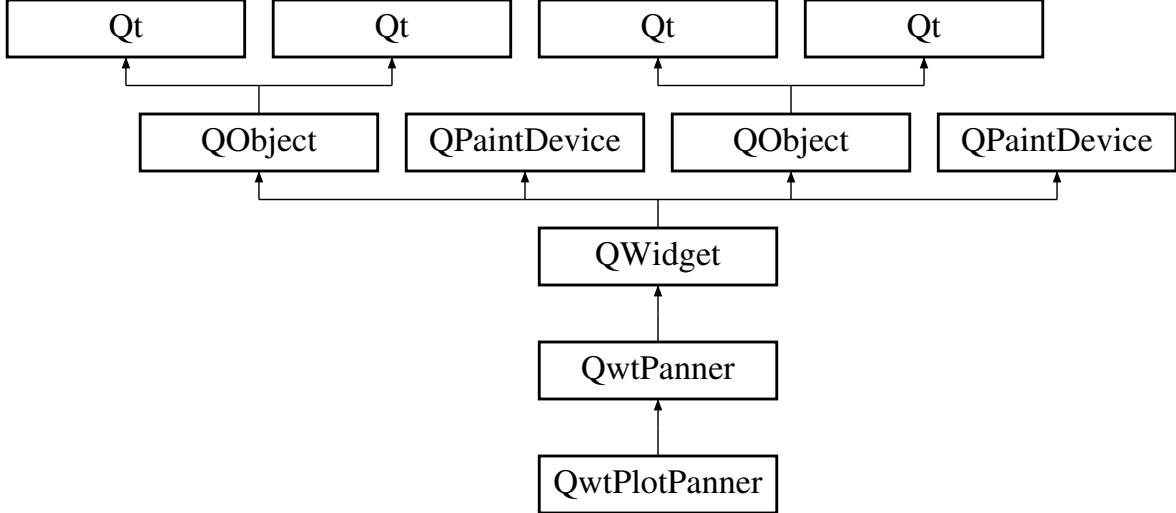 Qt
Qt
Qt
Qt
QObject
QPaintDevice
QObject
QPaintDevice
QWidget
QwtPanner
QwtPlotPanner